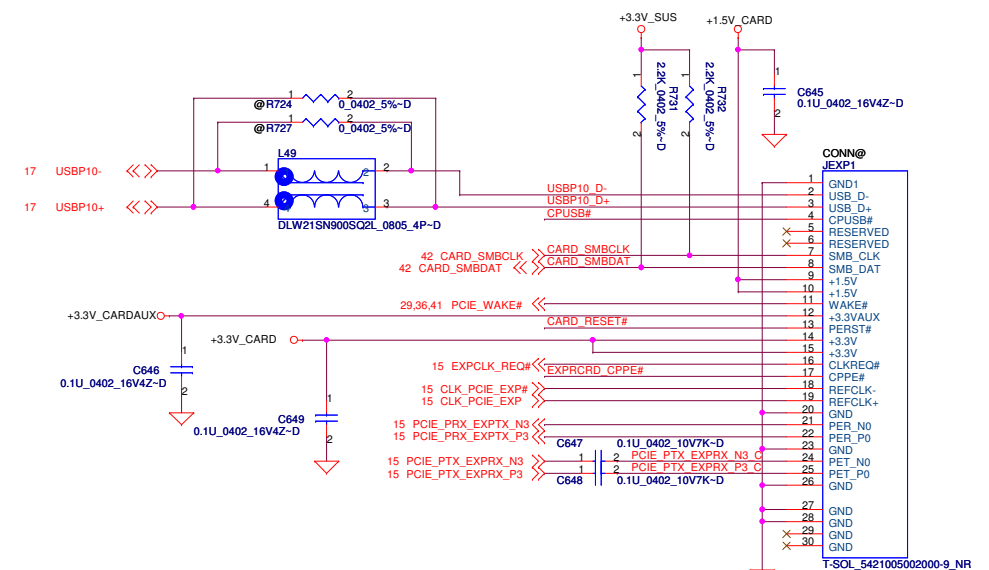 +3.3V_SUS
+1.5V_CARD
1
2
@R724
0_0402_5%~D
1
2
@R727
0_0402_5%~D
1
2
2.2K_0402_5%~D
R731
1
2
2.2K_0402_5%~D
R732
1
2
C645
0.1U_0402_16V4Z~D
17 USBP10-
17 USBP10+
L49
1
2
2
4
3
3
DLW21SN900SQ2L_0805_4P~D
CONN@
JEXP1
USBP10_D-
USBP10_D+
CPUSB#
42 CARD_SMBCLK
CARD_SMBCLK
42 CARD_SMBDAT
CARD_SMBDAT
29,36,41 PCIE_WAKE#
+3.3V_CARDAUX
CARD_RESET#
+3.3V_CARD
15 EXPCLK_REQ#
EXPRCRD_CPPE#
15 CLK_PCIE_EXP#
15 CLK_PCIE_EXP
15 PCIE_PRX_EXPTX_N3
15 PCIE_PRX_EXPTX_P3
15 PCIE_PTX_EXPRX_N3
15 PCIE_PTX_EXPRX_P3
C647
0.1U_0402_10V7K~D
1
2
PCIE_PTX_EXPRX_N3_C
1
2
PCIE_PTX_EXPRX_P3_C
C648
0.1U_0402_10V7K~D
1
C646
0.1U_0402_16V4Z~D
2
1
C649
0.1U_0402_16V4Z~D
2
1 GND1
2 USB_D-
3 USB_D+
4 CPUSB#
5 RESERVED
6 RESERVED
7 SMB_CLK
8 SMB_DAT
9 +1.5V
10 +1.5V
11 WAKE#
12 +3.3VAUX
13 PERST#
14 +3.3V
15 +3.3V
16 CLKREQ#
17 CPPE#
18 REFCLK-
19 REFCLK+
20 GND
21 PER_N0
22 PER_P0
23 GND
24 PET_N0
25 PET_P0
26 GND
27 GND
28 GND
29 GND
30 GND
T-SOL_5421005002000-9_NR